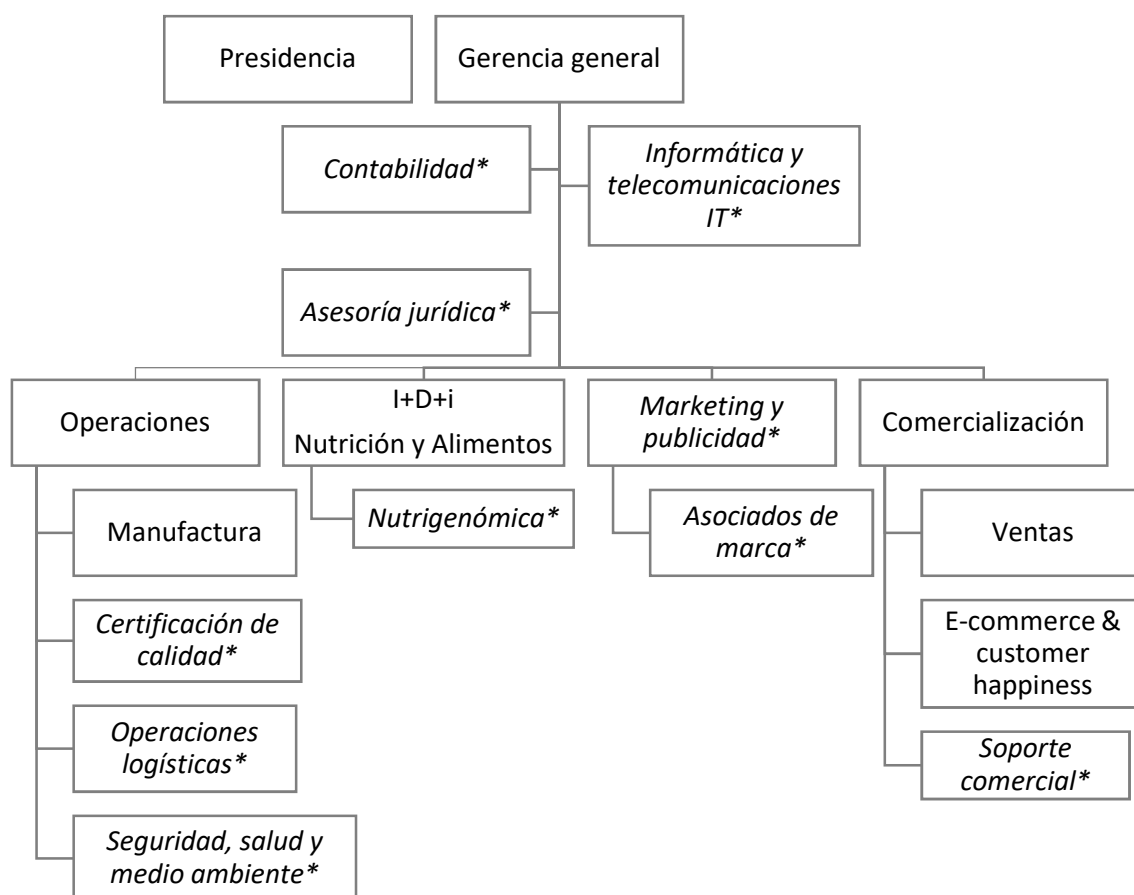 Presidencia
Gerencia general
Contabilidad*
Informática y
telecomunicaciones
IT*
Asesoría jurídica*
Operaciones
I+D+i
Nutrición y Alimentos
Marketing y
publicidad*
Comercialización
Manufactura
Nutrigenómica*
Asociados de
marca*
Ventas
Certificación de
calidad*
E-commerce &
customer
happiness
Operaciones
logísticas*
Soporte
comercial*
Seguridad, salud y
medio ambiente*